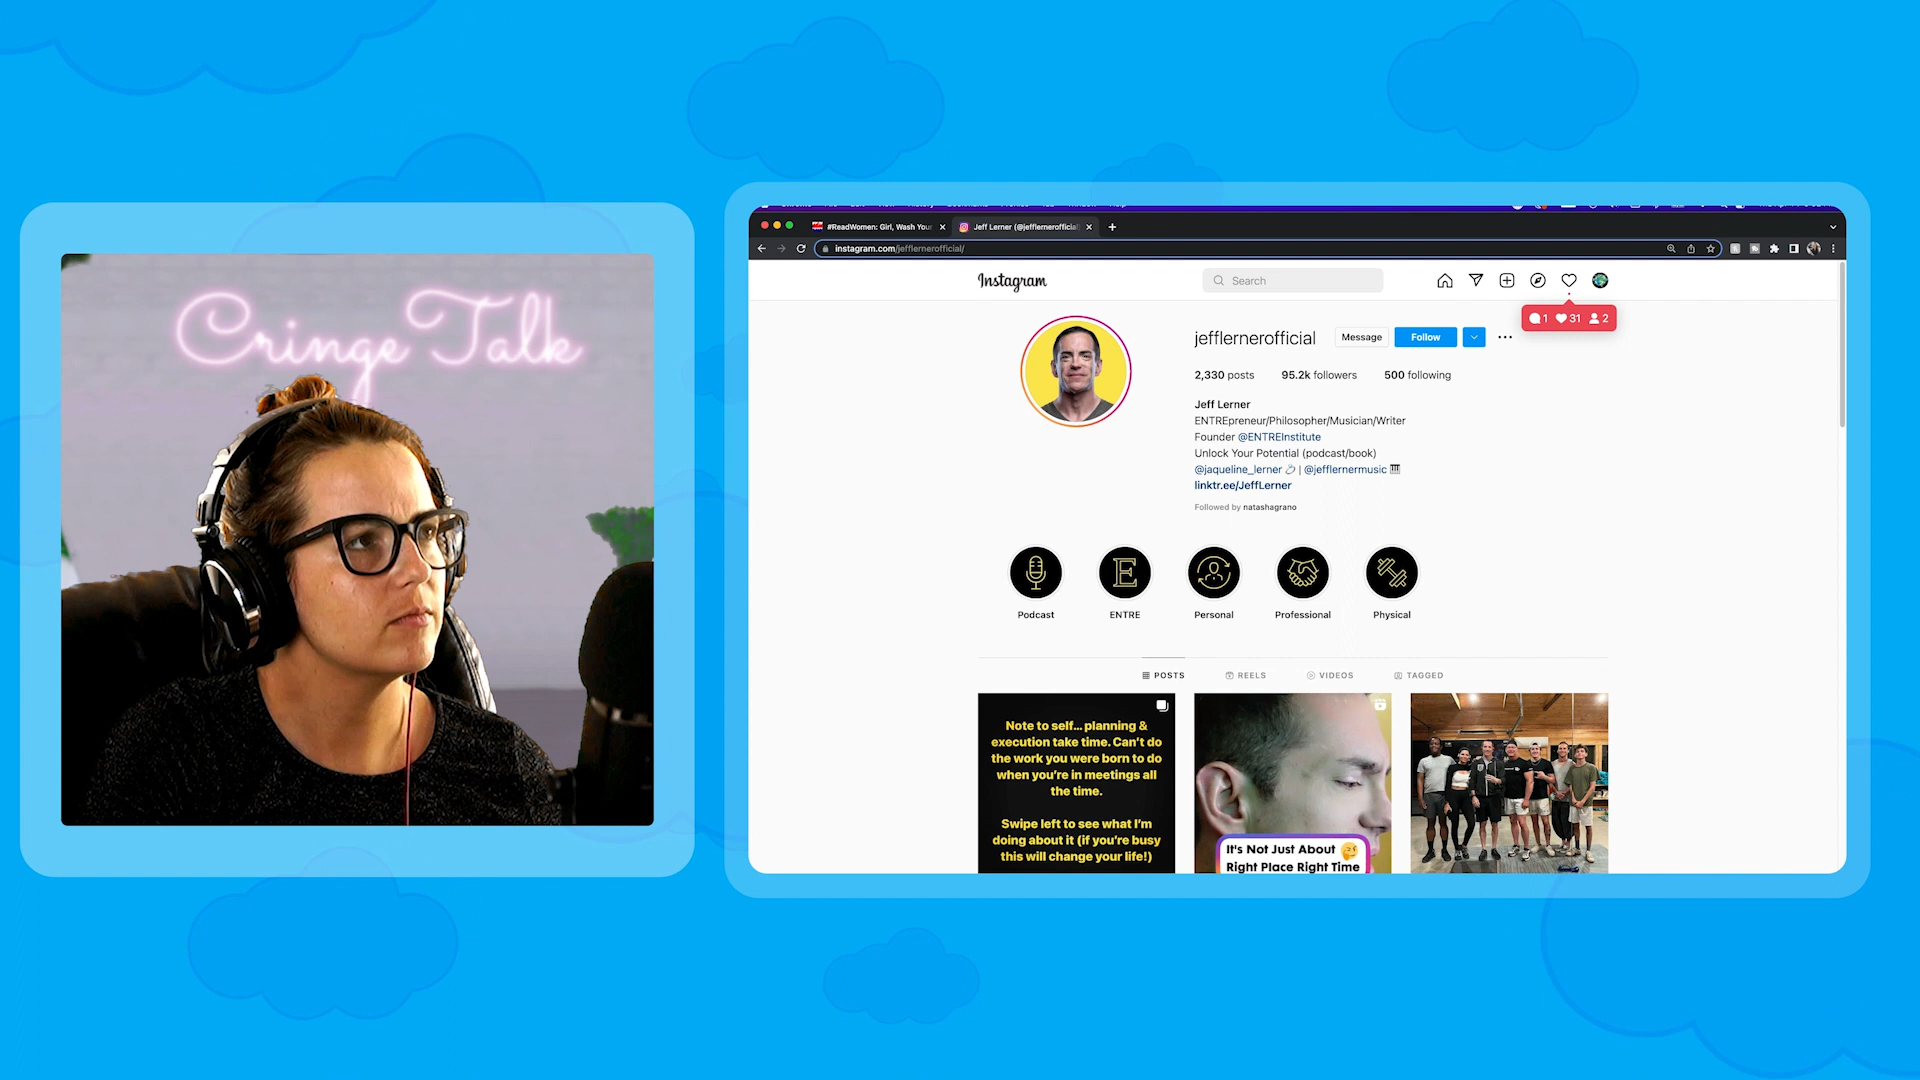 Cringe Talk
#ReadWomen: Girl, Wash Your
Jeff Lerner (@jefflernerofficial)
instagram.com/jefflernerofficial/
Instagram
Search
1 31 2
jefflernerofficial
Message
Follow
2,330 posts 95.2k followers 500 following
Jeff Lerner
ENTREpreneur/Philosopher/Musician/Writer
Founder @ENTREInstitute
Unlock Your Potential (podcast/book)
@jaqueline_lerner | @jefflernermusic
linktr.ee/JeffLerner
Followed by natashagrano
E
Podcast ENTRE Personal Professional Physical
POSTS REELS VIDEOS TAGGED
Note to self... planning &
execution take time. Can't do
the work you were born to do
when you're in meetings all
the time.
Swipe left to see what I'm
doing about it (if you're busy
this will change your life!)
It's Not Just About
Right Place Right Time